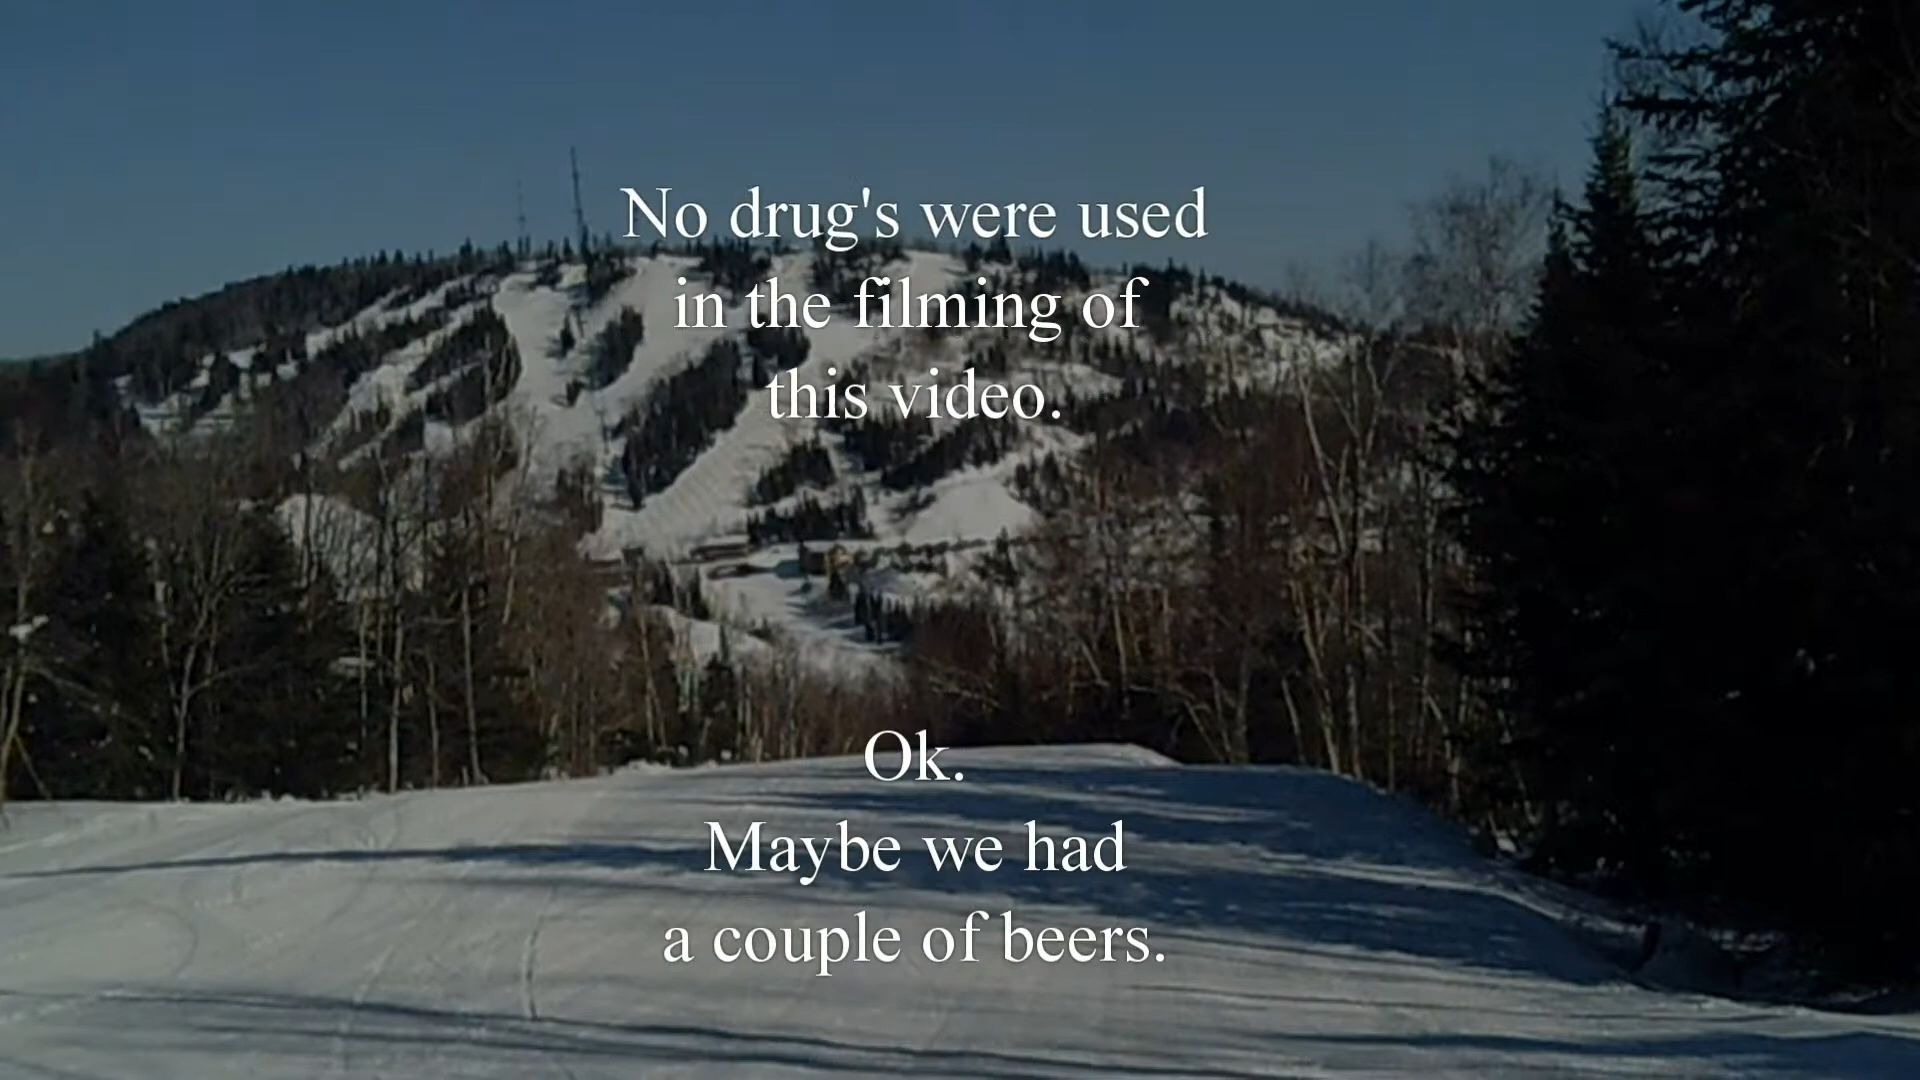 No drug's were used
in the filming of
this video.
Ok.
Maybe we had
a couple of beers.